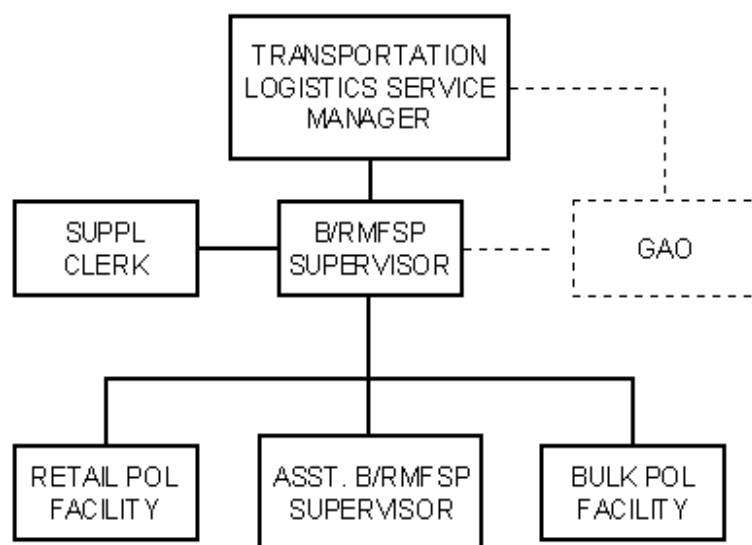 TRANSPORTATION
LOGISTICS SERVICE
MANAGER
SUPPL
CLERK
B/RMFSP
SUPERVISOR
GAO
RETAIL POL
FACILITY
ASST. B/RMFSP
SUPERVISOR
BULK POL
FACILITY